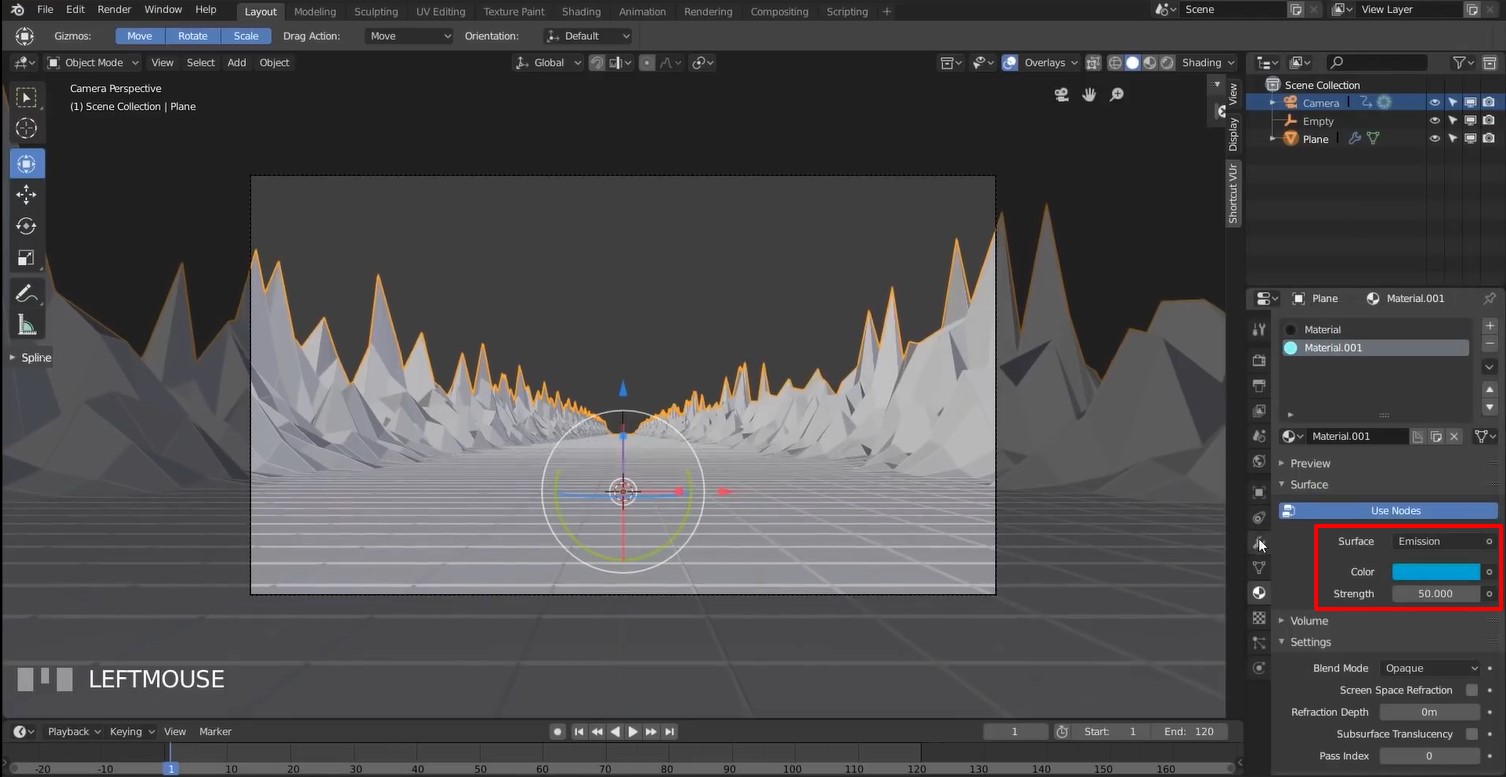 File Edit Render Window Help Layout Modeling Sculpting UV Editing Texture Paint Shading Animation Rendering Compositing Scripting + Scene View Layer
Gizmos: Move Rotate Scale Drag Action: Move Orientation: Default
Object Mode View Select Add Object Global Overlays Shading
Camera Perspective
(1) Scene Collection | Plane
View
Display
Shortcut VUr
Spline
LEFTMOUSE
Scene Collection
Camera
Empty
Plane
Plane Material.001
Material
Material.001
Material.001
Preview
Surface
Use Nodes
Surface Emission
Color
Strength 50.000
Volume
Settings
Blend Mode Opaque
Screen Space Refraction
Refraction Depth 0m
Subsurface Translucency
Pass Index 0
Playback Keying View Marker 1 Start: 1 End: 120
-20 -10 1 10 20 30 40 50 60 70 80 90 100 110 120 130 140 150 160